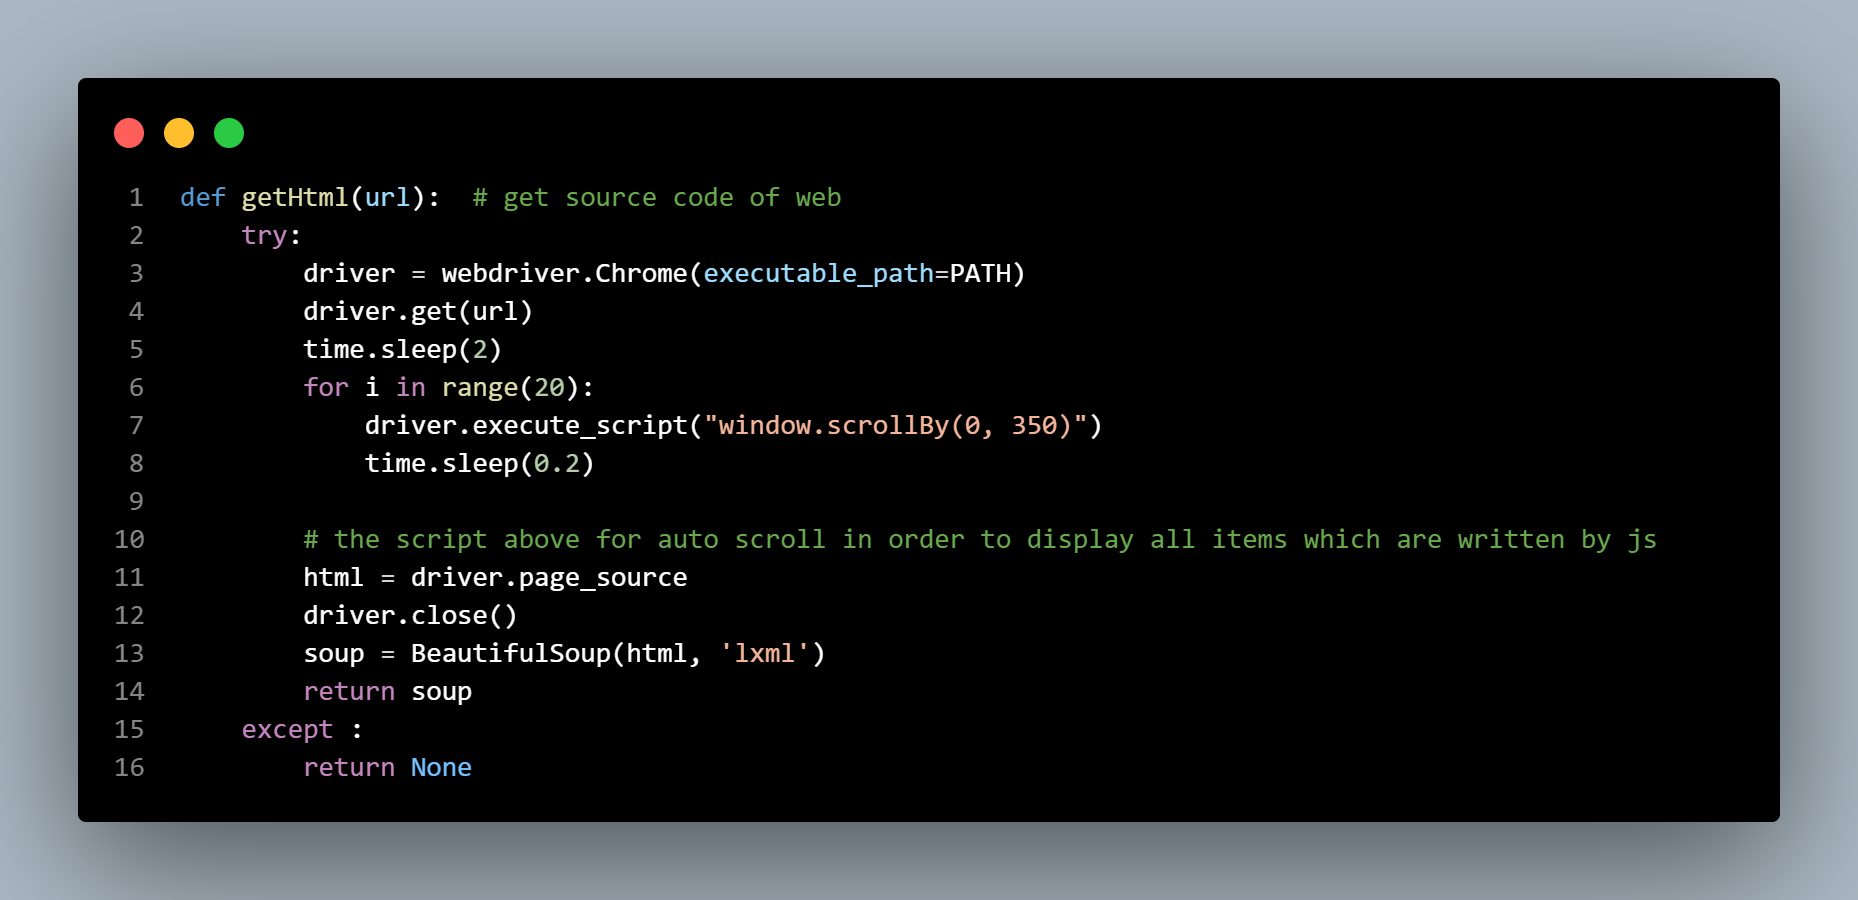 1 def getHtml(url):  # get source code of web
2     try:
3         driver = webdriver.Chrome(executable_path=PATH)
4         driver.get(url)
5         time.sleep(2)
6         for i in range(20):
7             driver.execute_script("window.scrollBy(0, 350)")
8             time.sleep(0.2)
9
10         # the script above for auto scroll in order to display all items which are written by js
11         html = driver.page_source
12         driver.close()
13         soup = BeautifulSoup(html, 'lxml')
14         return soup
15     except :
16         return None